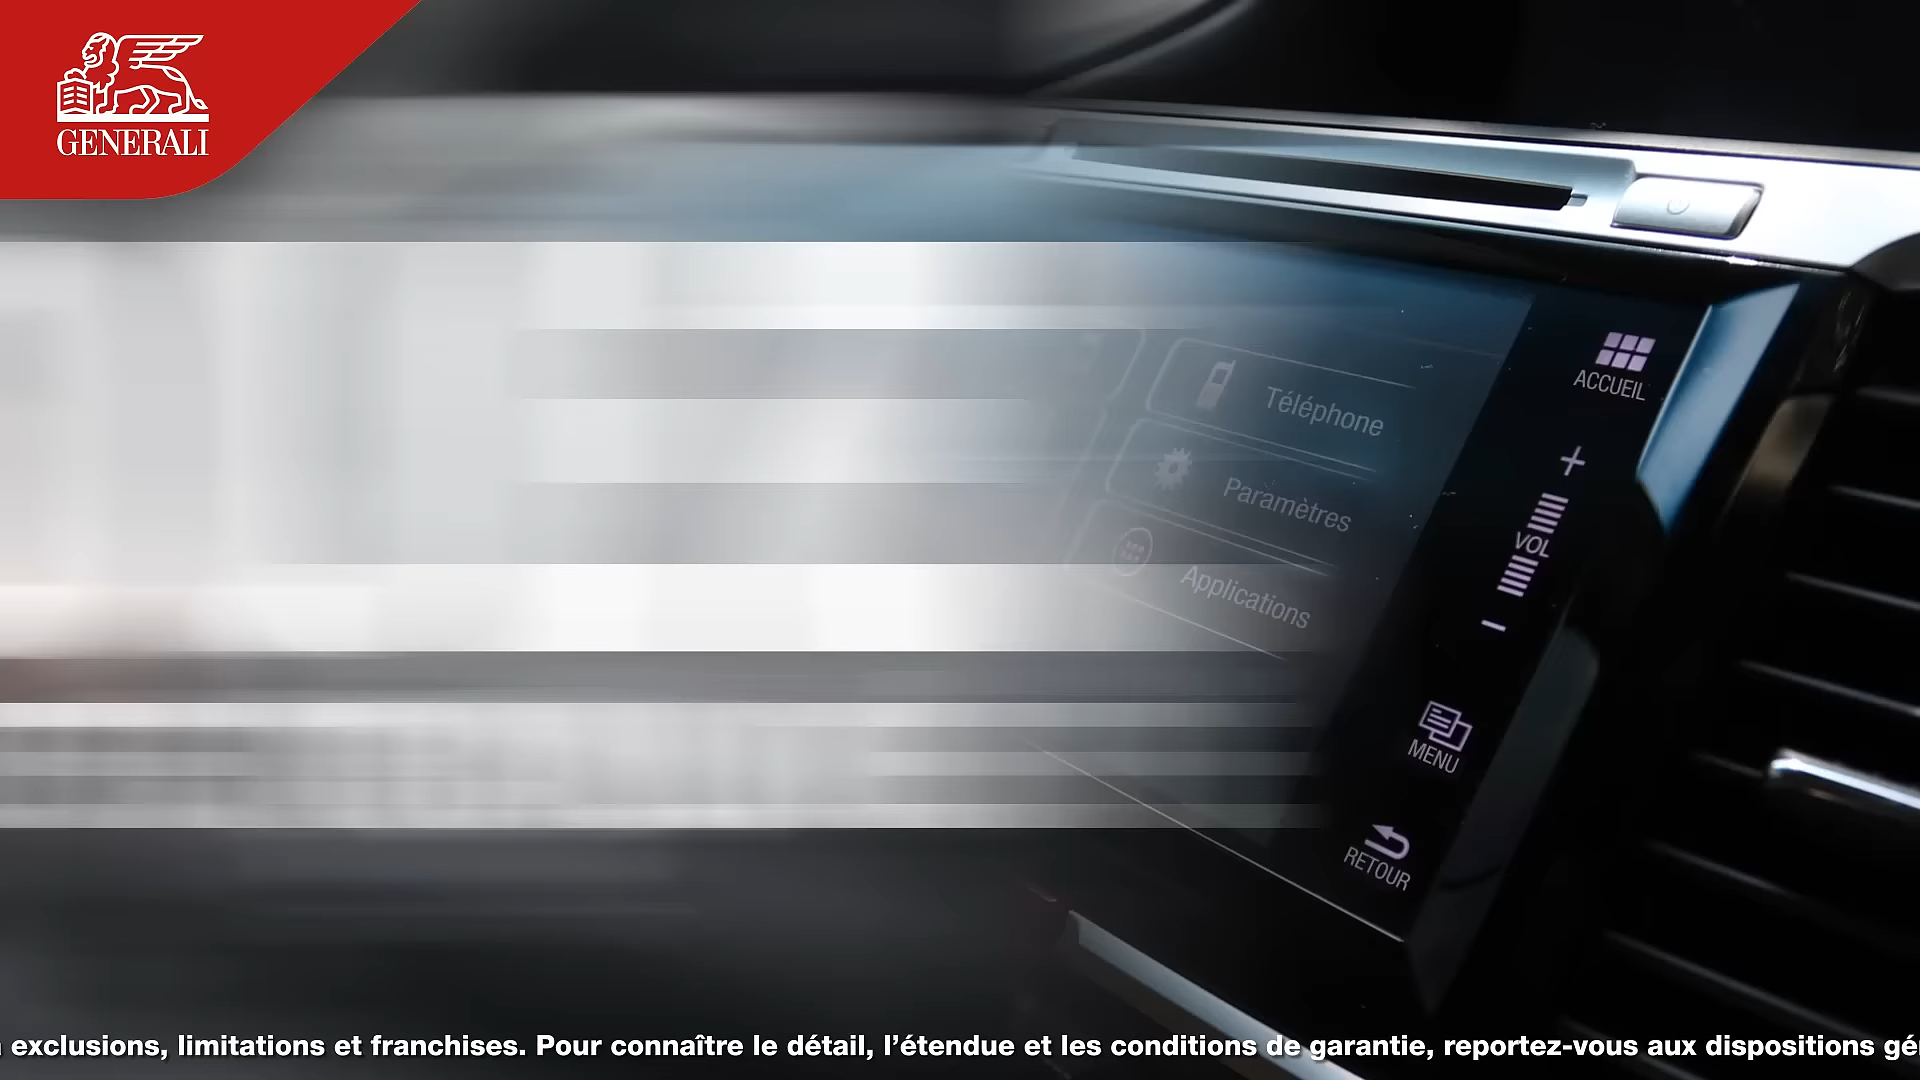 GENERALI
ACCUEIL
Téléphone
Paramètres
+
VOL
-
Applications
MENU
RETOUR
exclusions, limitations et franchises. Pour connaître le détail, l'étendue et les conditions de garantie, reportez-vous aux dispositions gé